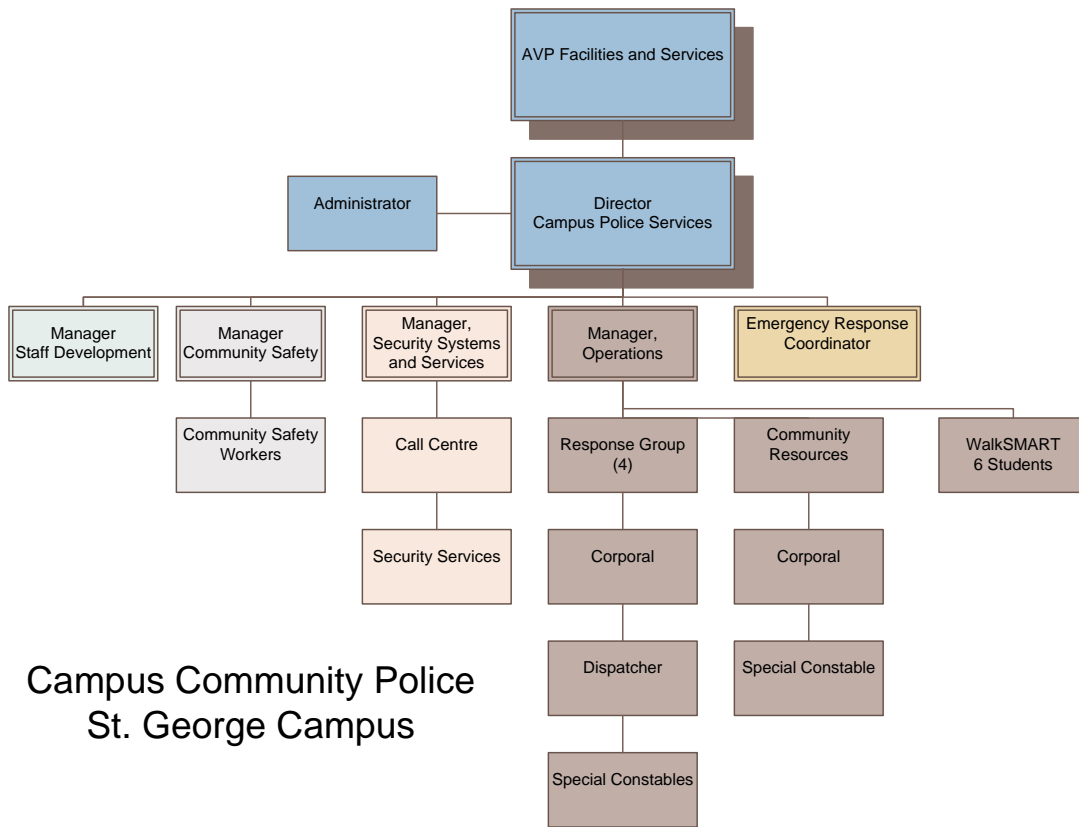 AVP Facilities and Services
Administrator
Director
Campus Police Services
Manager
Staff Development
Manager
Community Safety
Manager,
Security Systems
and Services
Manager,
Operations
Emergency Response
Coordinator
Community Safety
Workers
Call Centre
Response Group
(4)
Community
Resources
WalkSMART
6 Students
Security Services
Corporal
Corporal
Dispatcher
Special Constable
Special Constables
Campus Community Police
St. George Campus